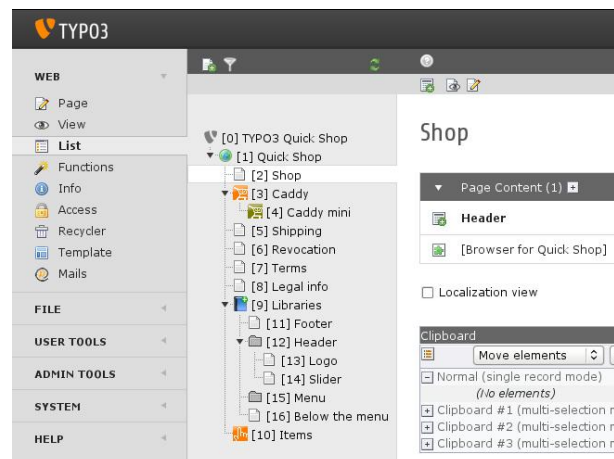 TYPO3
WEB
Page
View
List
Functions
Info
Access
Recycler
Template
Mails
FILE
USER TOOLS
ADMIN TOOLS
SYSTEM
HELP
[0] TYPO3 Quick Shop
[1] Quick Shop
[2] Shop
[3] Caddy
[4] Caddy mini
[5] Shipping
[6] Revocation
[7] Terms
[8] Legal info
[9] Libraries
[11] Footer
[12] Header
[13] Logo
[14] Slider
[15] Menu
[16] Below the menu
[10] Items
Shop
Page Content (1)
Header
[Browser for Quick Shop]
Localization view
Clipboard
Move elements
Normal (single record mode)
(No elements)
Clipboard #1 (multi-selection
Clipboard #2 (multi-selection
Clipboard #3 (multi-selection